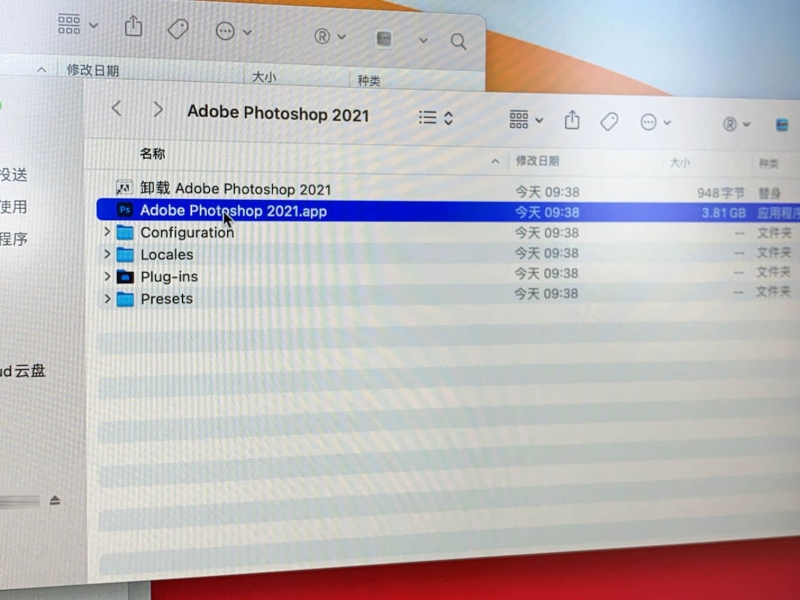 修改日期 大小 种类
Adobe Photoshop 2021
名称 修改日期 大小 种类
卸载 Adobe Photoshop 2021 今天 09:38 948 字节 替身
Ps Adobe Photoshop 2021.app 今天 09:38 3.81 GB 应用程序
Configuration 今天 09:38 -- 文件夹
Locales 今天 09:38 -- 文件夹
Plug-ins 今天 09:38 -- 文件夹
Presets 今天 09:38 -- 文件夹
投送
使用
程序
ud云盘